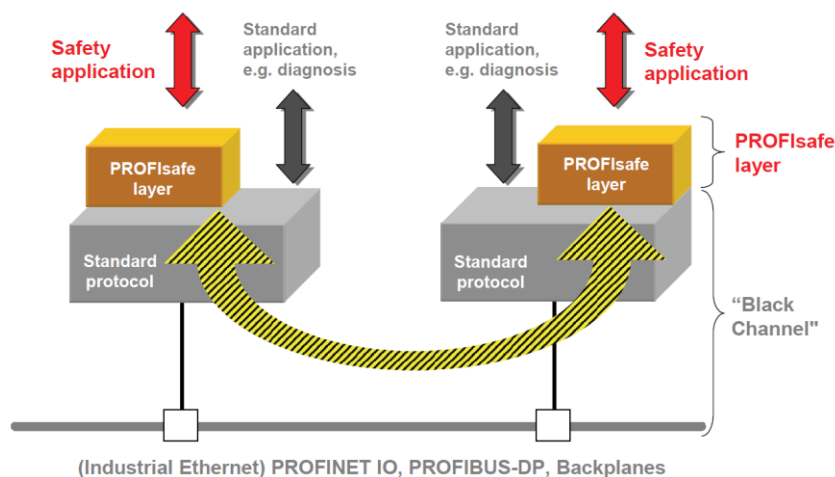 Safety
application
Standard
application,
e.g. diagnosis
Standard
application,
e.g. diagnosis
Safety
application
PROFIsafe
layer
PROFIsafe
layer
PROFIsafe
layer
Standard
protocol
Standard
protocol
“Black
Channel"
(Industrial Ethernet) PROFINET IO, PROFIBUS-DP, Backplanes